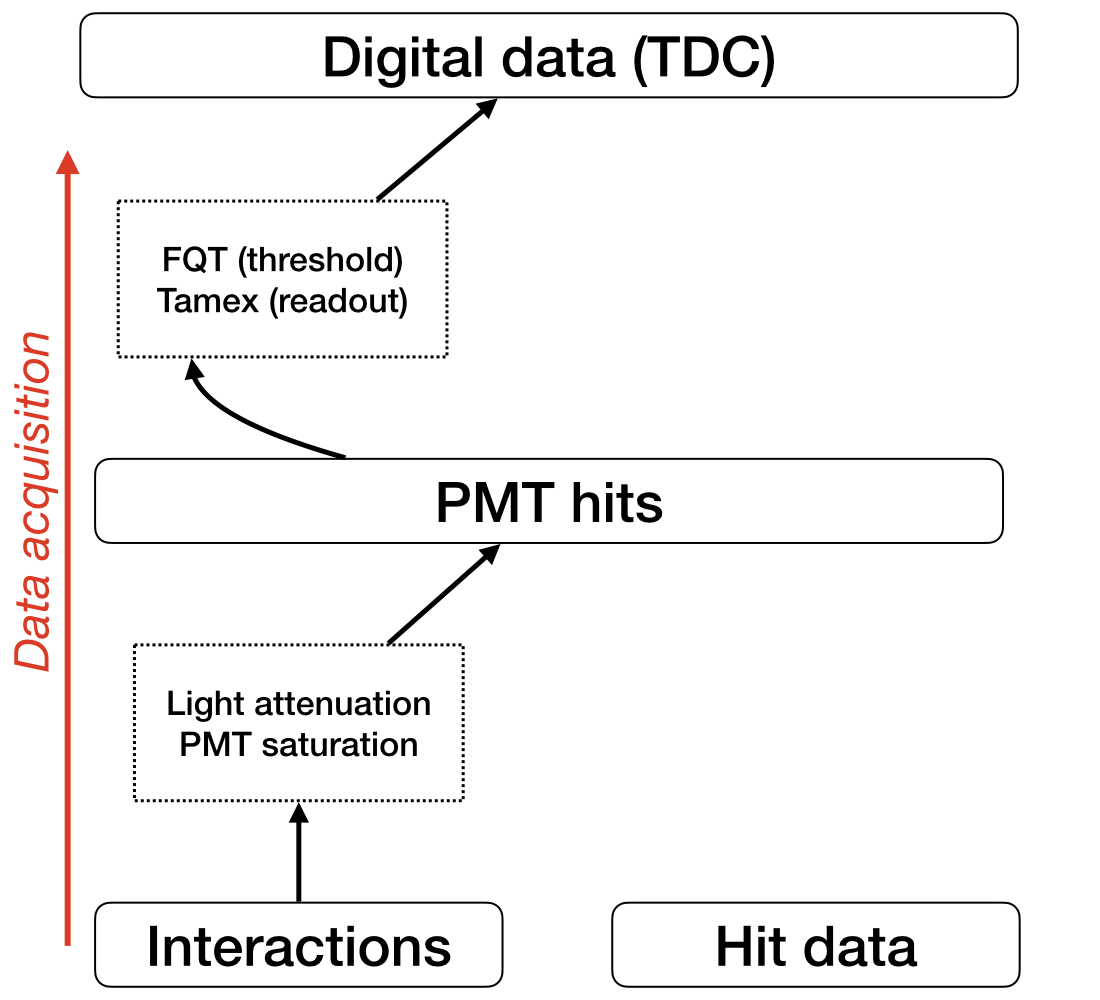 Digital data (TDC)
FQT (threshold)
Tamex (readout)
Data acquisition
PMT hits
Light attenuation
PMT saturation
Interactions
Hit data